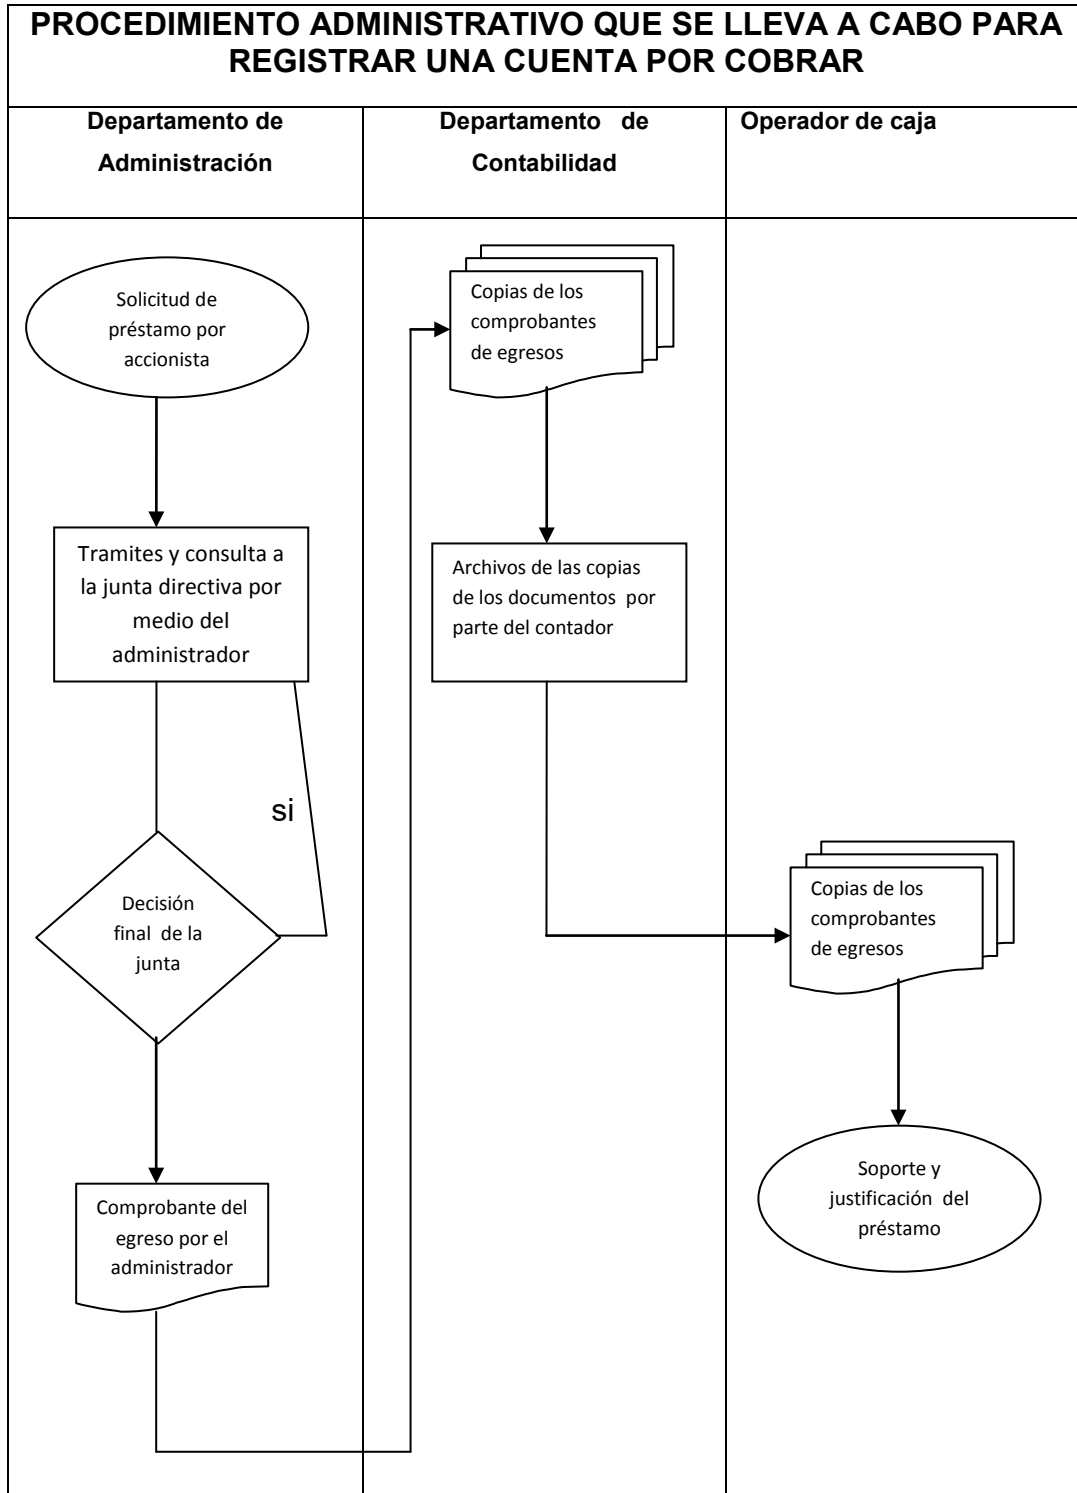 PROCEDIMIENTO ADMINISTRATIVO QUE SE LLEVA A CABO PARA
REGISTRAR UNA CUENTA POR COBRAR
Departamento de
Administración
Departamento de
Contabilidad
Operador de caja
Solicitud de
préstamo por
accionista
Tramites y consulta a
la junta directiva por
medio del
administrador
si
Decisión
final de la
junta
Comprobante del
egreso por el
administrador
Copias de los
comprobantes
de egresos
Archivos de las copias
de los documentos por
parte del contador
Copias de los
comprobantes
de egresos
Soporte y
justificación del
préstamo